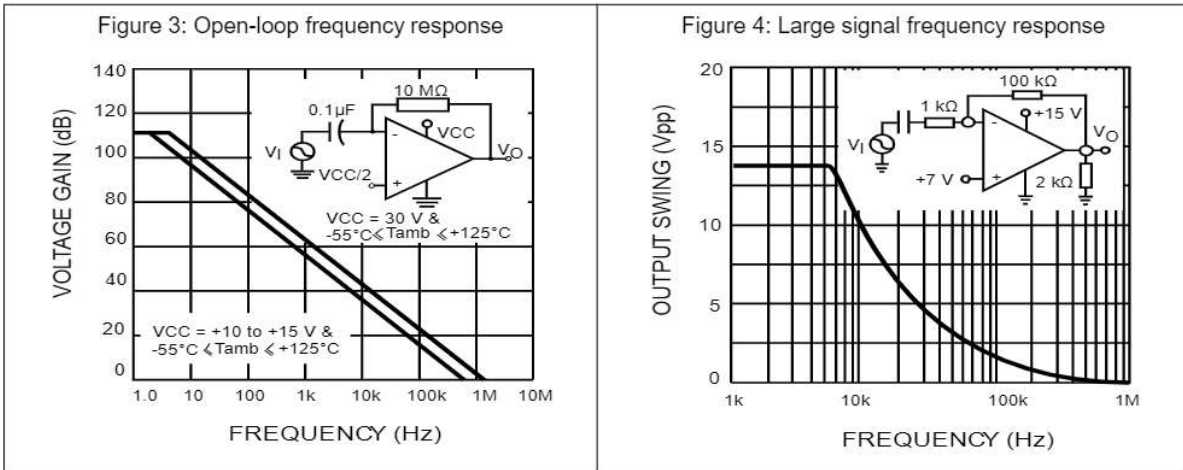 Figure 3: Open-loop frequency response
VOLTAGE GAIN (dB)
140
120
100
80
60
40
20
0
10 MΩ
0.1µF
VCC
VI
VO
VCC/2
-
+
VCC = 30 V &
-55°C ⩽ Tamb ⩽ +125°C
VCC = +10 to +15 V &
-55°C ⩽ Tamb ⩽ +125°C
1.0 10 100 1k 10k 100k 1M 10M
FREQUENCY (Hz)
Figure 4: Large signal frequency response
OUTPUT SWING (Vpp)
20
15
10
5
0
100 kΩ
1 kΩ
+15 V
VI
VO
-
+
+7 V
2 kΩ
1k 10k 100k 1M
FREQUENCY (Hz)